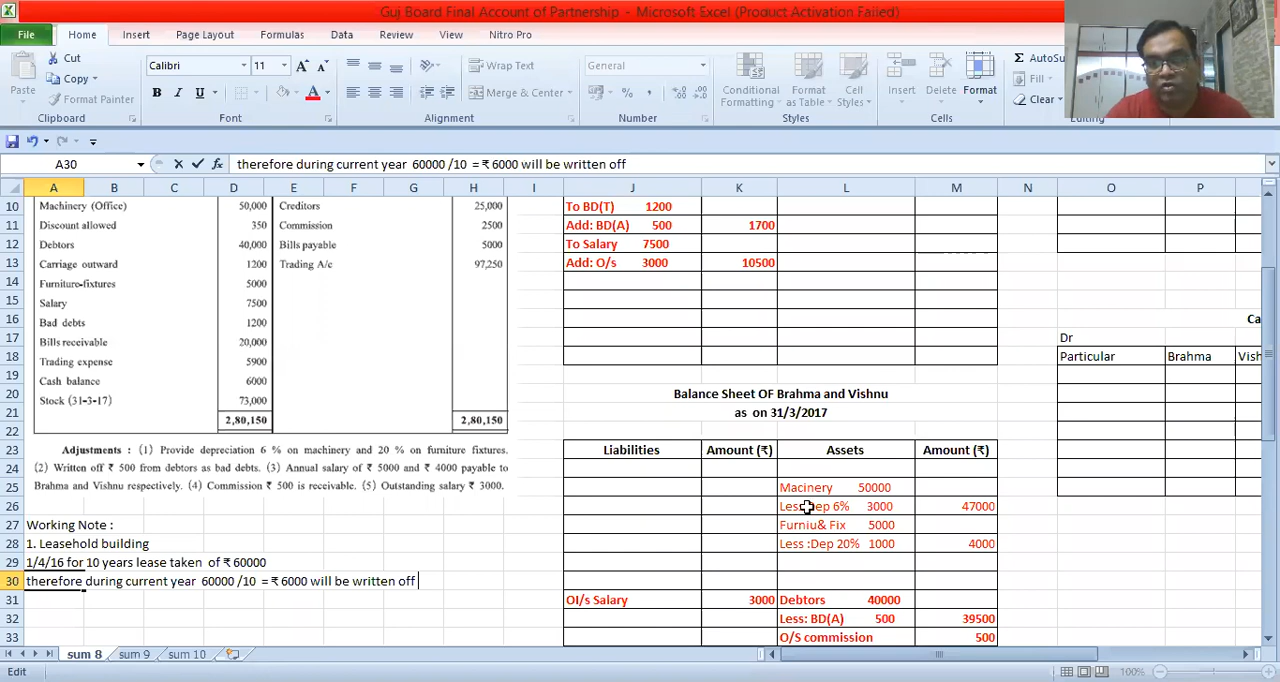 Guj Board Final Account of Partnership - Microsoft Excel (Product Activation Failed)
File Home Insert Page Layout Formulas Data Review View Nitro Pro
Paste Cut Copy Format Painter Clipboard
Calibri 11 Font
Wrap Text Merge & Center Alignment
General Number
Conditional Formatting Format as Table Cell Styles Styles
Insert Delete Format Cells
AutoSu Fill Clear Editing
A30 therefore during current year 60000 /10 = ₹ 6000 will be written off
A B C D E F G H I J K L M N O P
10 Machinery (Office) 50,000 Creditors 25,000 To BD(T) 1200
11 Discount allowed 350 Commission 2500 Add: BD(A) 500 1700
12 Debtors 40,000 Bills payable 5000 To Salary 7500
13 Carriage outward 1200 Trading A/c 97,250 Add: O/s 3000 10500
14 Furniture-fixtures 5000
15 Salary 7500
16 Bad debts 1200 Ca
17 Bills receivable 20,000 Dr
18 Trading expense 5900 Particular Brahma Vish
19 Cash balance 6000
20 Stock (31-3-17) 73,000 Balance Sheet OF Brahma and Vishnu
21 2,80,150 2,80,150 as on 31/3/2017
22
23 Adjustments : (1) Provide depreciation 6 % on machinery and 20 % on furniture fixtures. Liabilities Amount (₹) Assets Amount (₹)
24 (2) Written off ₹ 500 from debtors as bad debts. (3) Annual salary of ₹ 5000 and ₹ 4000 payable to
25 Brahma and Vishnu respectively. (4) Commission ₹ 500 is receivable. (5) Outstanding salary ₹ 3000. Macinery 50000
26 Less Dep 6% 3000 47000
27 Working Note : Furniu& Fix 5000
28 1. Leasehold building Less :Dep 20% 1000 4000
29 1/4/16 for 10 years lease taken of ₹ 60000
30 therefore during current year 60000 /10 = ₹ 6000 will be written off
31 OI/s Salary 3000 Debtors 40000
32 Less: BD(A) 500 39500
33 O/S commission 500
sum 8 sum 9 sum 10
Edit 100%